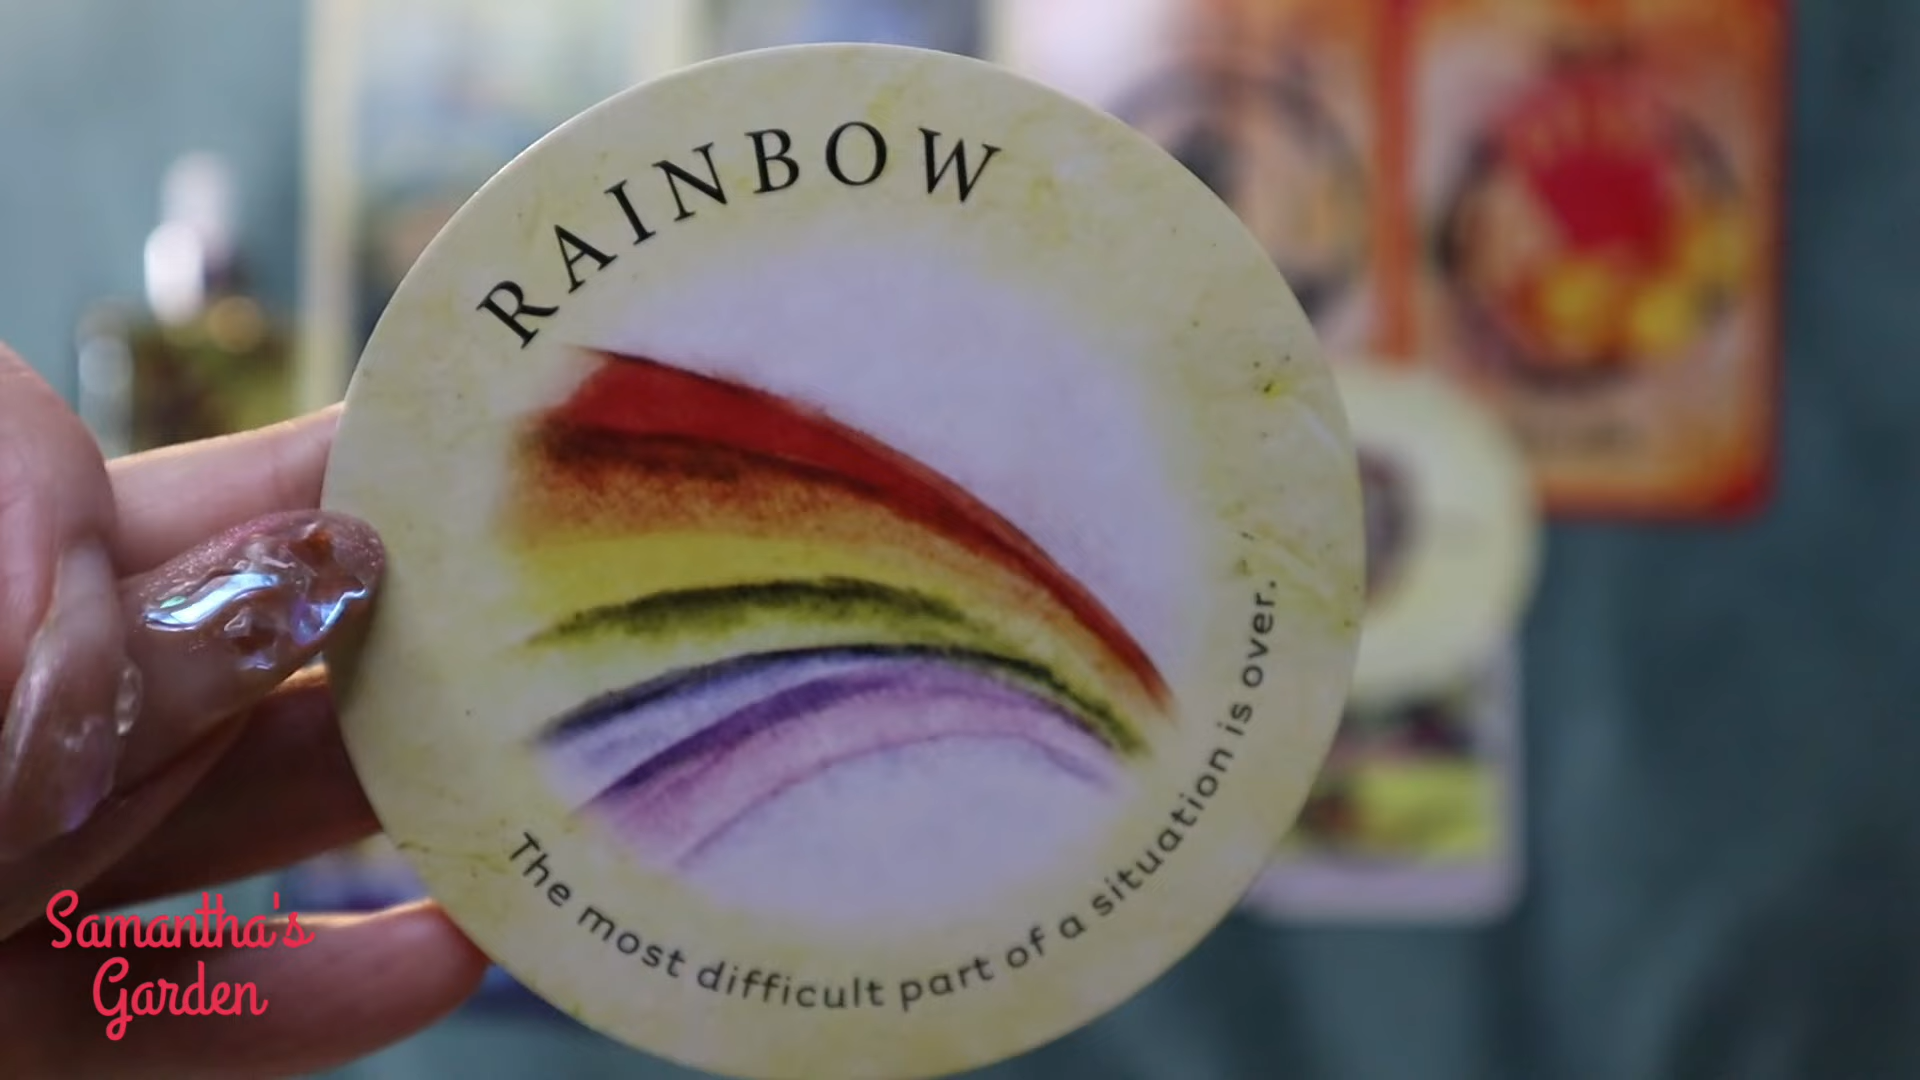 RAINBOW
The most difficult part of a situation is over.
Samantha's
Garden